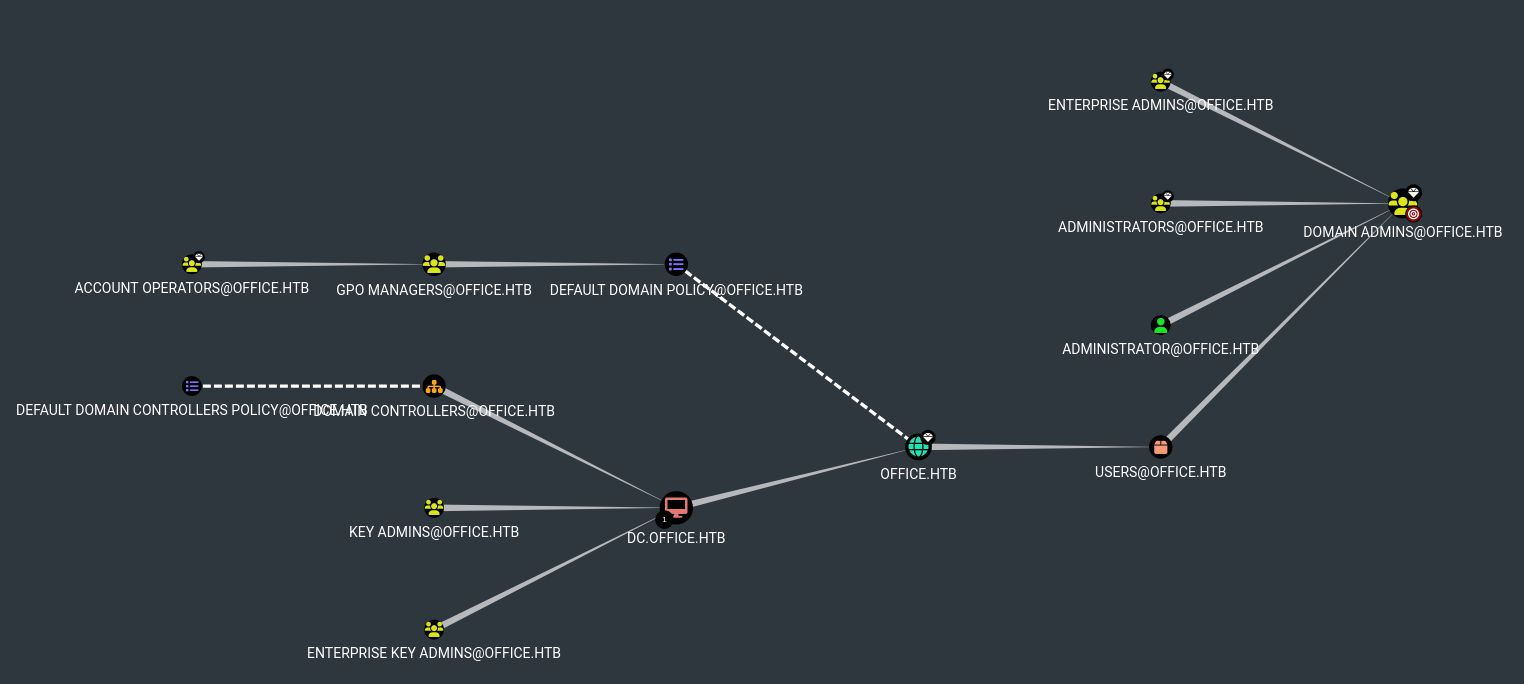 ENTERPRISE ADMINS@OFFICE.HTB
ADMINISTRATORS@OFFICE.HTB
DOMAIN ADMINS@OFFICE.HTB
ACCOUNT OPERATORS@OFFICE.HTB
GPO MANAGERS@OFFICE.HTB
DEFAULT DOMAIN POLICY@OFFICE.HTB
ADMINISTRATOR@OFFICE.HTB
DEFAULT DOMAIN CONTROLLERS POLICY@OFFICE.HTB
DOMAIN CONTROLLERS@OFFICE.HTB
OFFICE.HTB
USERS@OFFICE.HTB
KEY ADMINS@OFFICE.HTB
1
DC.OFFICE.HTB
ENTERPRISE KEY ADMINS@OFFICE.HTB